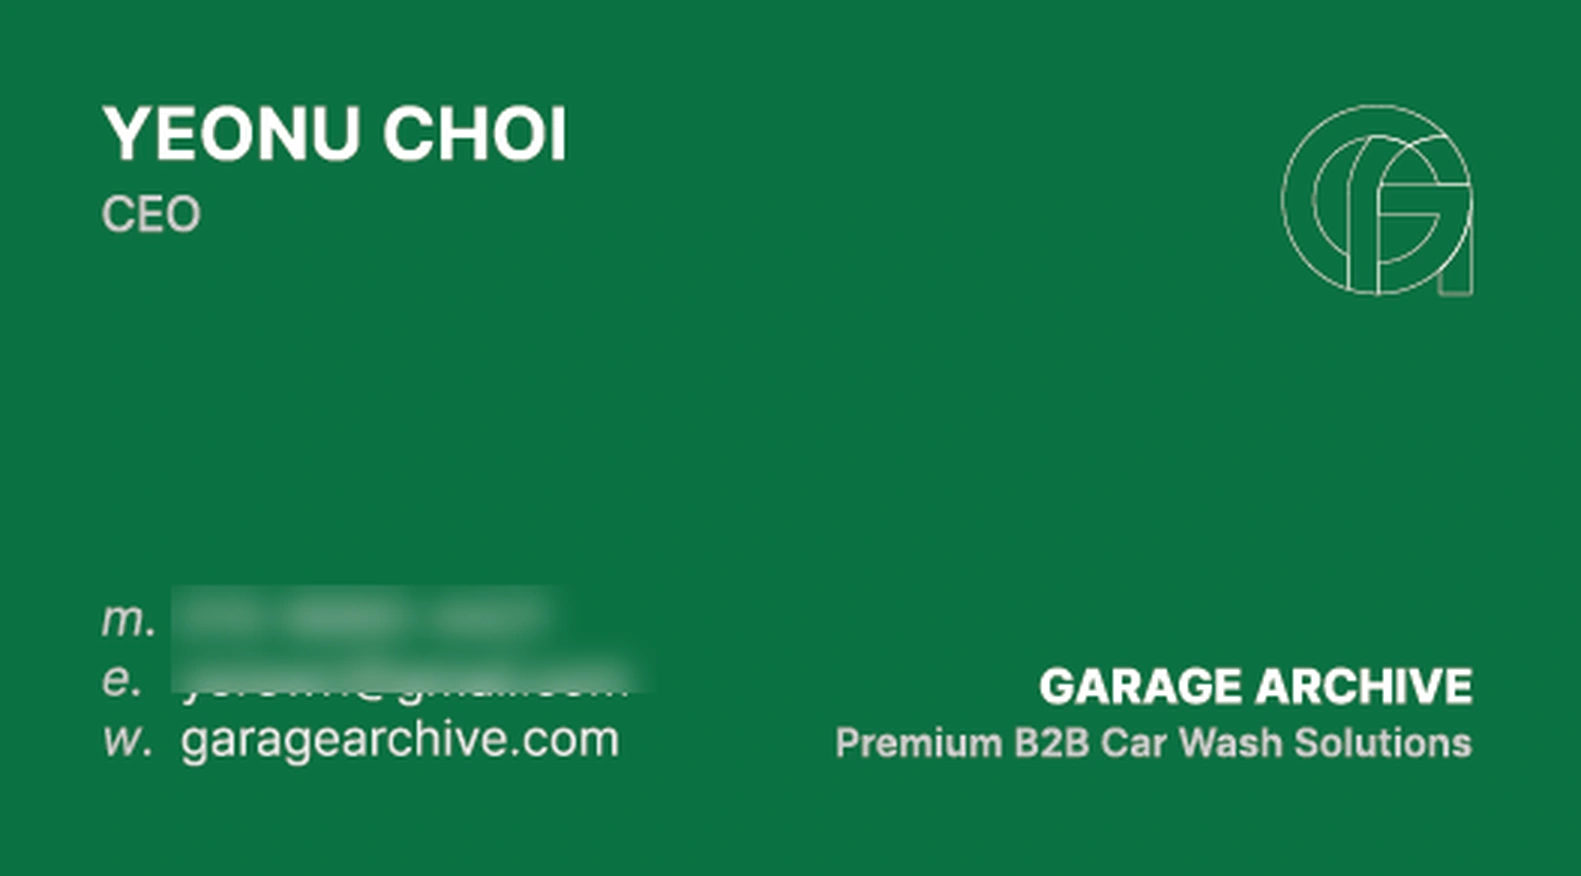 YEONU CHOI
CEO
m.
e.
w. garagearchive.com
GARAGE ARCHIVE
Premium B2B Car Wash Solutions